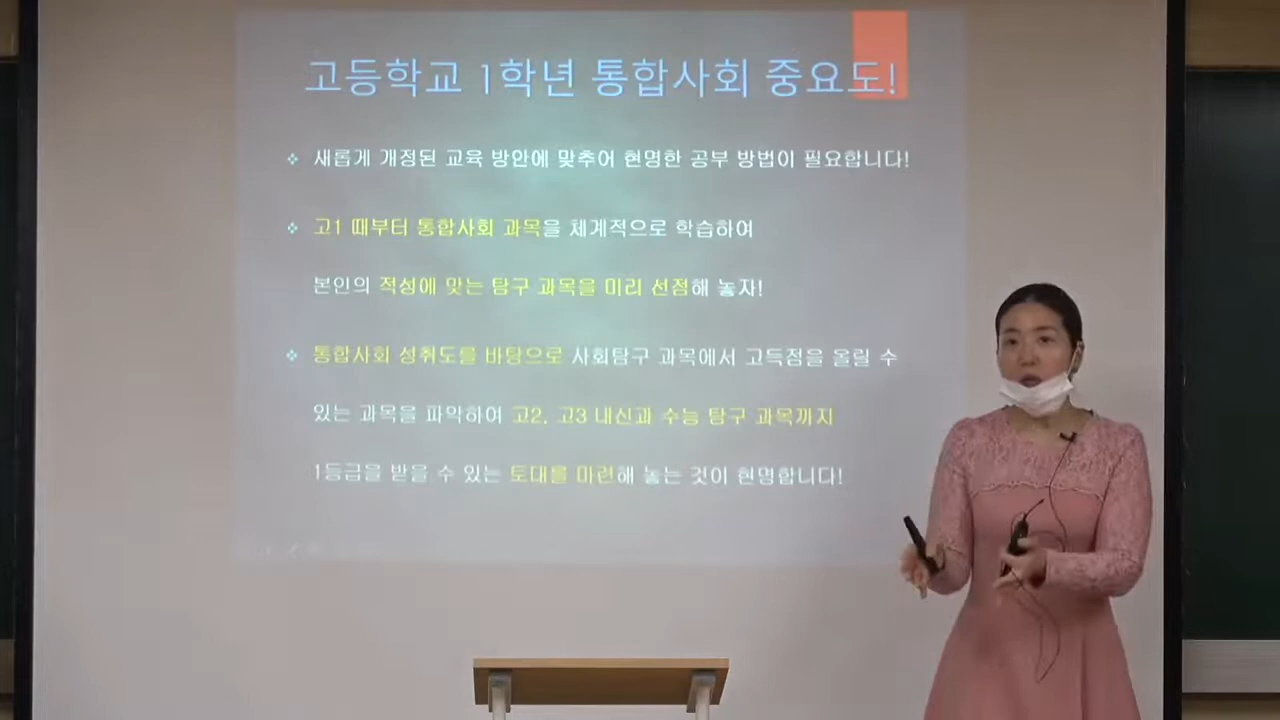 고등학교 1학년 통합사회 중요도!
새롭게 개정된 교육 방안에 맞추어 현명한 공부 방법이 필요합니다!
고1 때부터 통합사회 과목을 체계적으로 학습하여
본인의 적성에 맞는 탐구 과목을 미리 선점해 놓자!
통합사회 성취도를 바탕으로 사회탐구 과목에서 고득점을 올릴 수
있는 과목을 파악하여 고2, 고3 내신과 수능 탐구 과목까지
1등급을 받을 수 있는 토대를 마련해 놓는 것이 현명합니다!